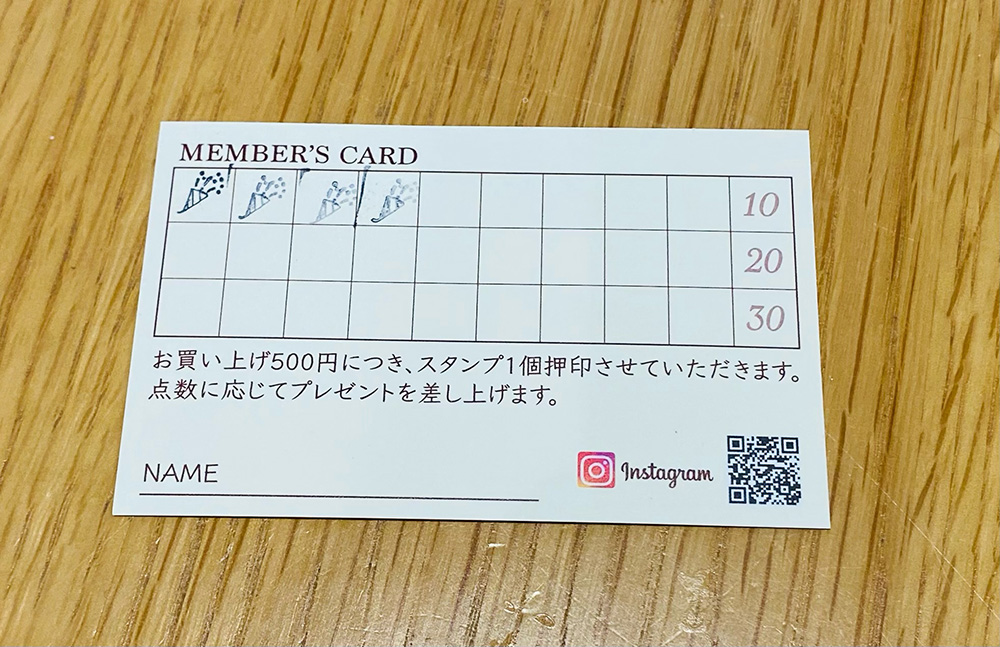 MEMBER'S CARD
10
20
30
お買い上げ500円につき、スタンプ1個押印させていただきます。
点数に応じてプレゼントを差し上げます。
NAME
Instagram